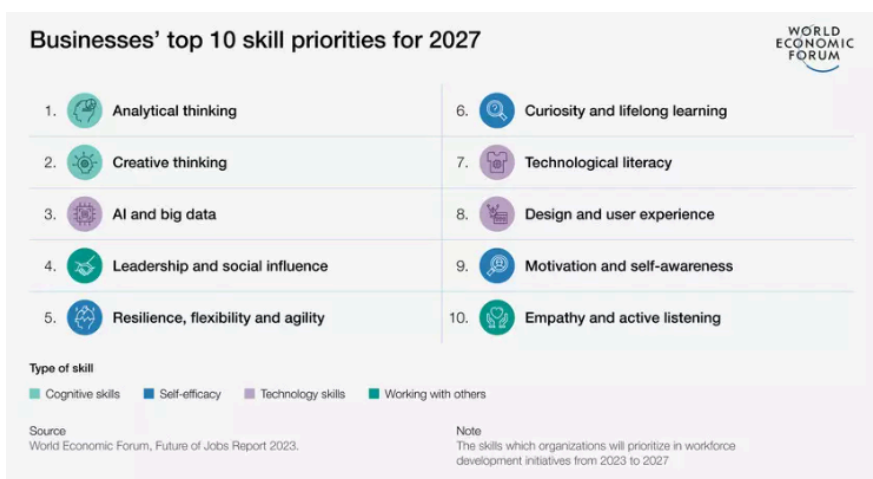 Businesses' top 10 skill priorities for 2027
WORLD
ECONOMIC
FORUM
1. Analytical thinking
2. Creative thinking
3. AI and big data
4. Leadership and social influence
5. Resilience, flexibility and agility
6. Curiosity and lifelong learning
7. Technological literacy
8. Design and user experience
9. Motivation and self-awareness
10. Empathy and active listening
Type of skill
Cognitive skills Self-efficacy Technology skills Working with others
Source
World Economic Forum, Future of Jobs Report 2023.
Note
The skills which organizations will prioritize in workforce
development initiatives from 2023 to 2027